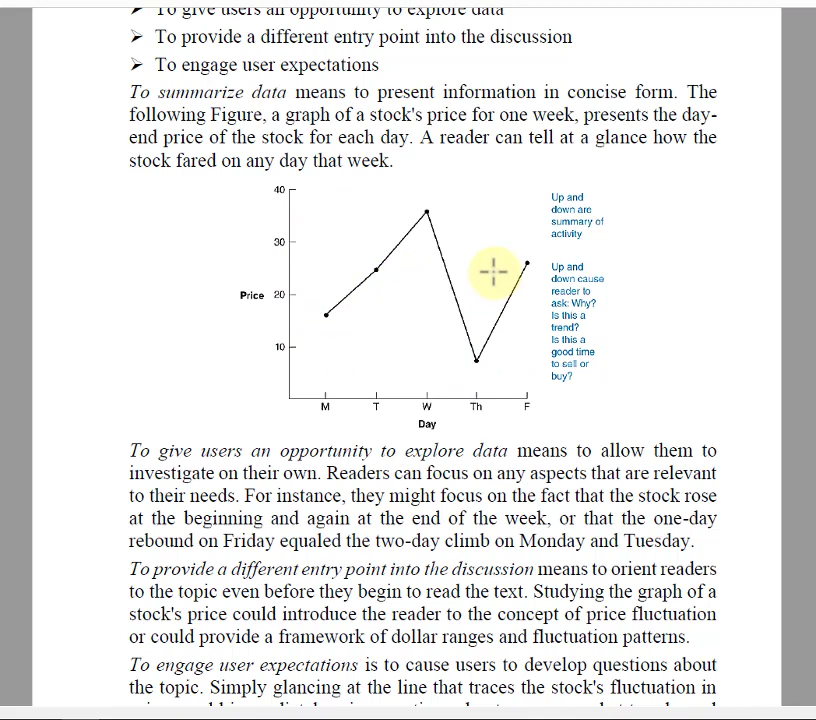 ➢ To give users an opportunity to explore data
➢ To provide a different entry point into the discussion
➢ To engage user expectations
To summarize data means to present information in concise form. The
following Figure, a graph of a stock's price for one week, presents the day-
end price of the stock for each day. A reader can tell at a glance how the
stock fared on any day that week.
40
30
Price 20
10
M T W Th F
Day
Up and
down are
summary of
activity
Up and
down cause
reader to
ask: Why?
Is this a
trend?
Is this a
good time
to sell or
buy?
To give users an opportunity to explore data means to allow them to
investigate on their own. Readers can focus on any aspects that are relevant
to their needs. For instance, they might focus on the fact that the stock rose
at the beginning and again at the end of the week, or that the one-day
rebound on Friday equaled the two-day climb on Monday and Tuesday.
To provide a different entry point into the discussion means to orient readers
to the topic even before they begin to read the text. Studying the graph of a
stock's price could introduce the reader to the concept of price fluctuation
or could provide a framework of dollar ranges and fluctuation patterns.
To engage user expectations is to cause users to develop questions about
the topic. Simply glancing at the line that traces the stock's fluctuation in